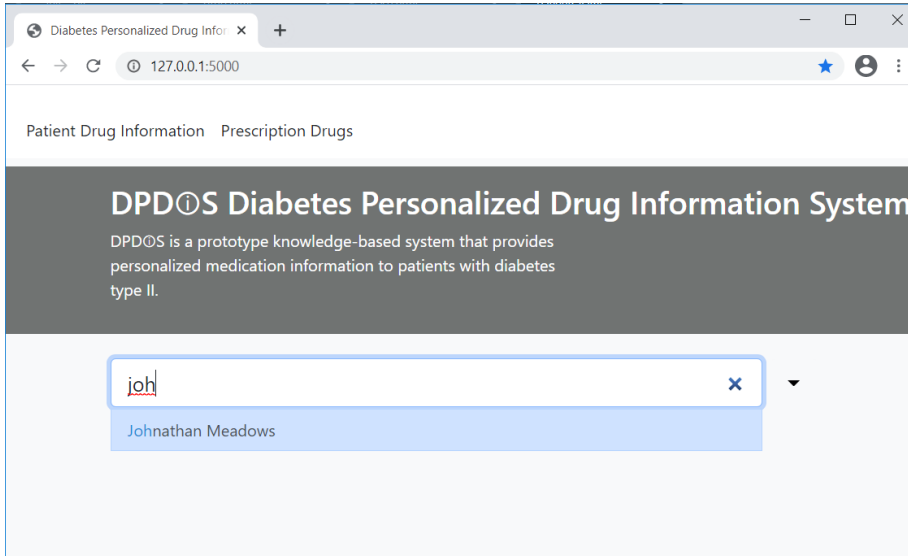 Diabetes Personalized Drug Infor
127.0.0.1:5000
Patient Drug Information Prescription Drugs
DPDⓘS Diabetes Personalized Drug Information System
DPDⓘS is a prototype knowledge-based system that provides
personalized medication information to patients with diabetes
type II.
joh
Johnathan Meadows